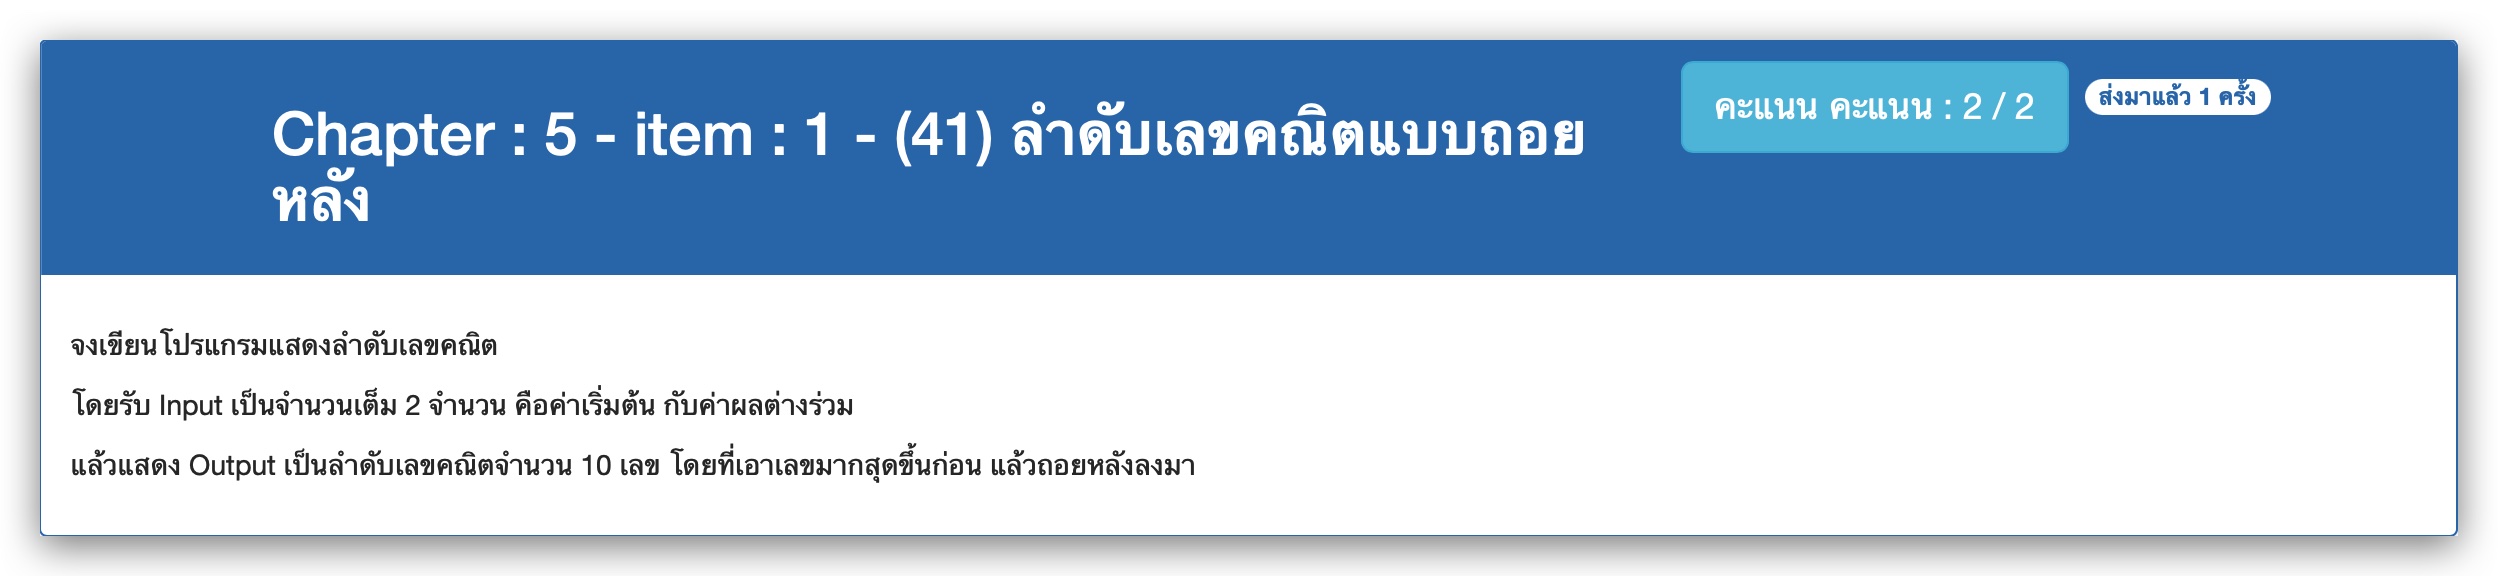 Chapter : 5 - item : 1 - (41) ลำดับเลขคณิตแบบถอย
หลัง
คะแนน คะแนน : 2 / 2
ส่งมาแล้ว 1 ครั้ง
จงเขียนโปรแกรมแสดงลำดับเลขคณิต
โดยรับ Input เป็นจำนวนเต็ม 2 จำนวน คือค่าเริ่มต้น กับค่าผลต่างร่วม
แล้วแสดง Output เป็นลำดับเลขคณิตจำนวน 10 เลข โดยที่เอาเลขมากสุดขึ้นก่อน แล้วถอยหลังลงมา